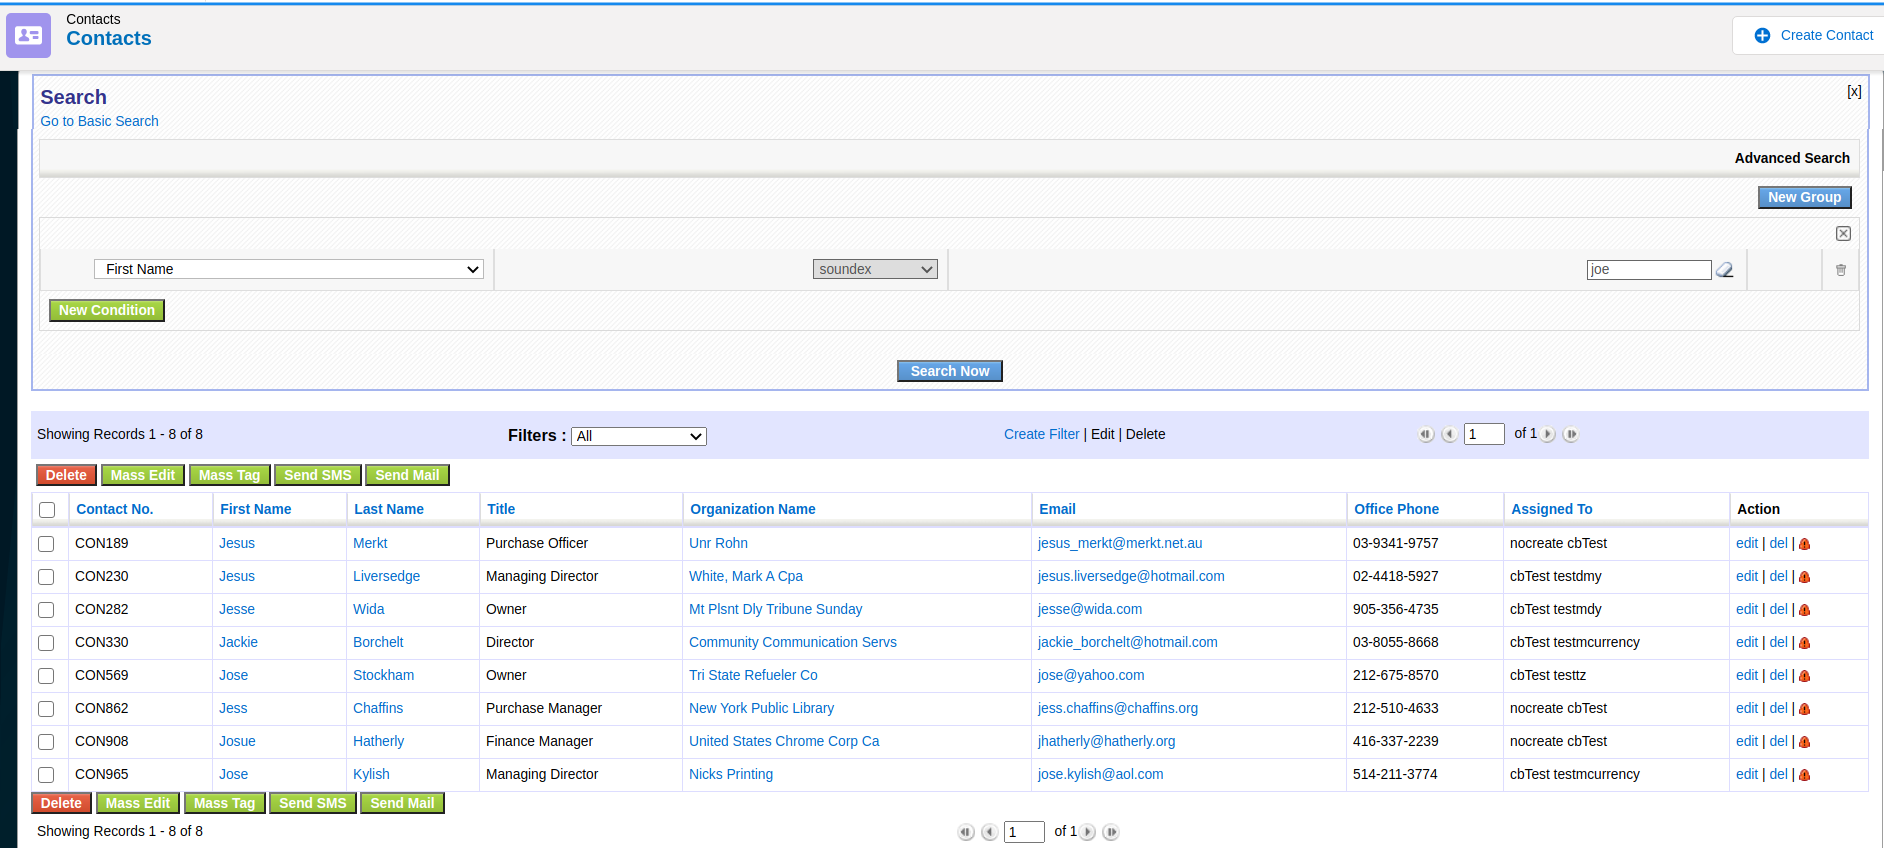 Contacts
Contacts
Create Contact
Search
[x]
Go to Basic Search
Advanced Search
New Group
First Name soundex joe
New Condition
Search Now
Showing Records 1 - 8 of 8 Filters : All Create Filter | Edit | Delete 1 of 1
Delete Mass Edit Mass Tag Send SMS Send Mail
Contact No. First Name Last Name Title Organization Name Email Office Phone Assigned To Action
CON189 Jesus Merkt Purchase Officer Unr Rohn jesus_merkt@merkt.net.au 03-9341-9757 nocreate cbTest edit | del |
CON230 Jesus Liversedge Managing Director White, Mark A Cpa jesus.liversedge@hotmail.com 02-4418-5927 cbTest testdmy edit | del |
CON282 Jesse Wida Owner Mt Plsnt Dly Tribune Sunday jesse@wida.com 905-356-4735 cbTest testmdy edit | del |
CON330 Jackie Borchelt Director Community Communication Servs jackie_borchelt@hotmail.com 03-8055-8668 cbTest testmcurrency edit | del |
CON569 Jose Stockham Owner Tri State Refueler Co jose@yahoo.com 212-675-8570 cbTest testtz edit | del |
CON862 Jess Chaffins Purchase Manager New York Public Library jess.chaffins@chaffins.org 212-510-4633 nocreate cbTest edit | del |
CON908 Josue Hatherly Finance Manager United States Chrome Corp Ca jhatherly@hatherly.org 416-337-2239 nocreate cbTest edit | del |
CON965 Jose Kylish Managing Director Nicks Printing jose.kylish@aol.com 514-211-3774 cbTest testmcurrency edit | del |
Delete Mass Edit Mass Tag Send SMS Send Mail
Showing Records 1 - 8 of 8 1 of 1